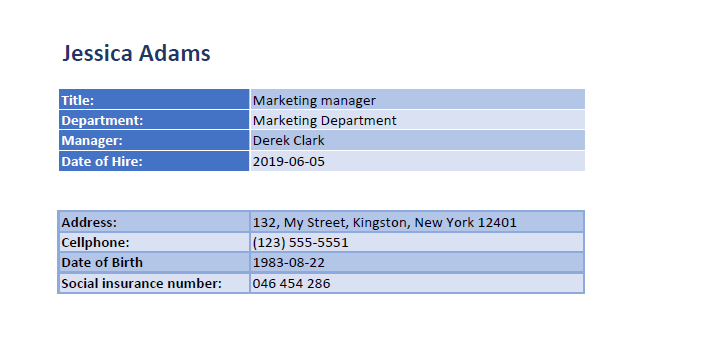 Jessica Adams
Title: Marketing manager
Department: Marketing Department
Manager: Derek Clark
Date of Hire: 2019-06-05
Address: 132, My Street, Kingston, New York 12401
Cellphone: (123) 555-5551
Date of Birth 1983-08-22
Social insurance number: 046 454 286